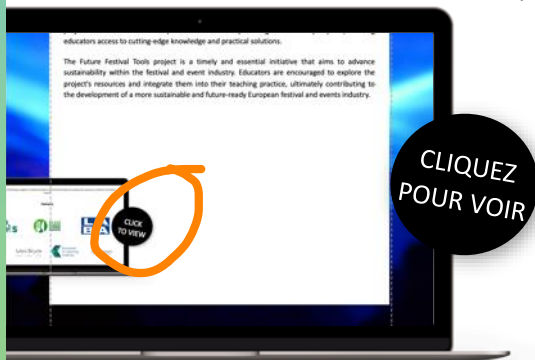 educators access to cutting-edge knowledge and practical solutions.
The Future Festival Tools project is a timely and essential initiative that aims to advance
sustainability within the festival and event industry. Educators are encouraged to explore the
project's resources and integrate them into their teaching practice, ultimately contributing to
the development of a more sustainable and future-ready European festival and events industry.
CLICK
TO VIEW
CLIQUEZ
POUR VOIR